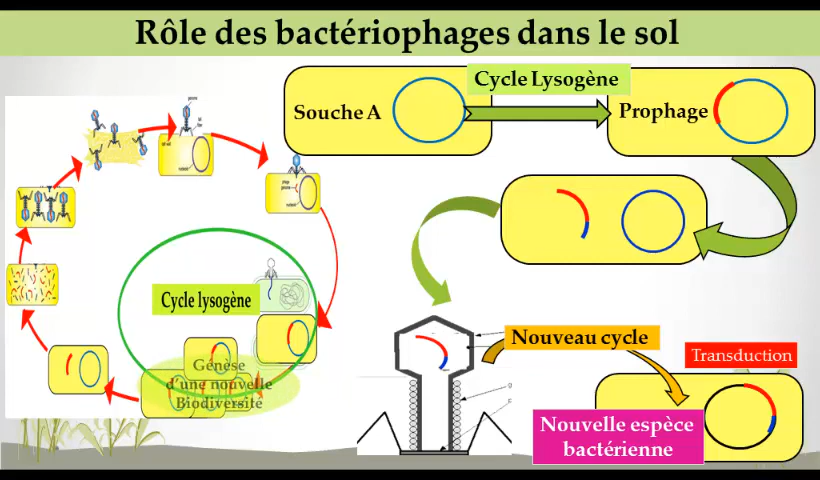 Rôle des bactériophages dans le sol
Cycle Lysogène
Souche A
Prophage
Cycle lysogène
Génèse
d'une nouvelle
Biodiversité
Nouveau cycle
Transduction
Nouvelle espèce
bactérienne